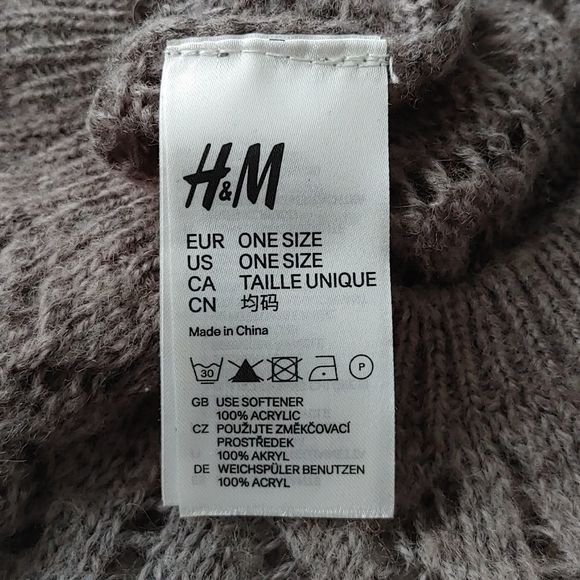 H&M
EUR ONE SIZE
US ONE SIZE
CA TAILLE UNIQUE
CN 均码
Made in China
30 P
GB USE SOFTENER
100% ACRYLIC
CZ POUŽIJTE ZMĚKČOVACÍ
PROSTŘEDEK
100% AKRYL
DE WEICHSPÜLER BENUTZEN
100% ACRYL